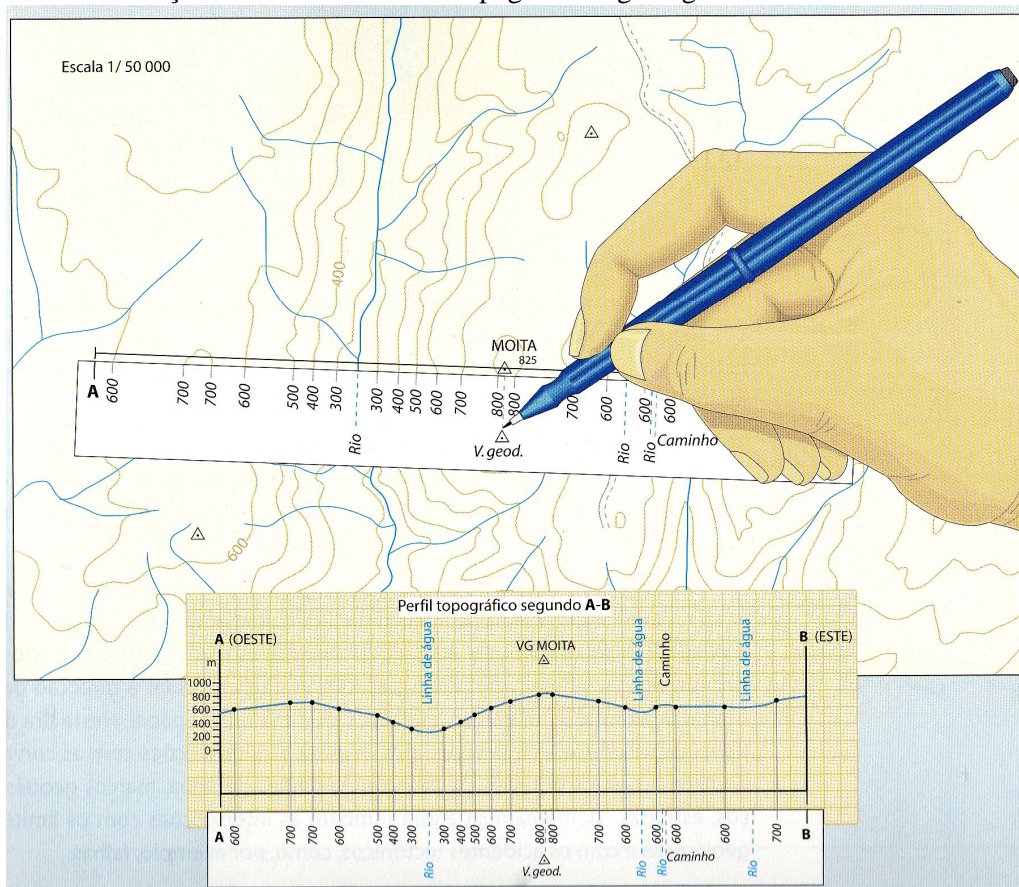 Escala 1/ 50 000
400
MOITA
825
A 600 700 700 600 500 400 300 300 400 500 600 700 800 800 700 600 600 600
Rio V. geod. Rio Rio Caminho
600
Perfil topográfico segundo A-B
A (OESTE) Linha de água VG MOITA Linha de água Caminho Linha de água B (ESTE)
m
1000
800
600
400
200
0
A 600 700 700 600 500 400 300 300 400 500 600 700 800 800 700 600 600 600 600 700 B
Rio V. geod. Rio Rio Caminho Rio